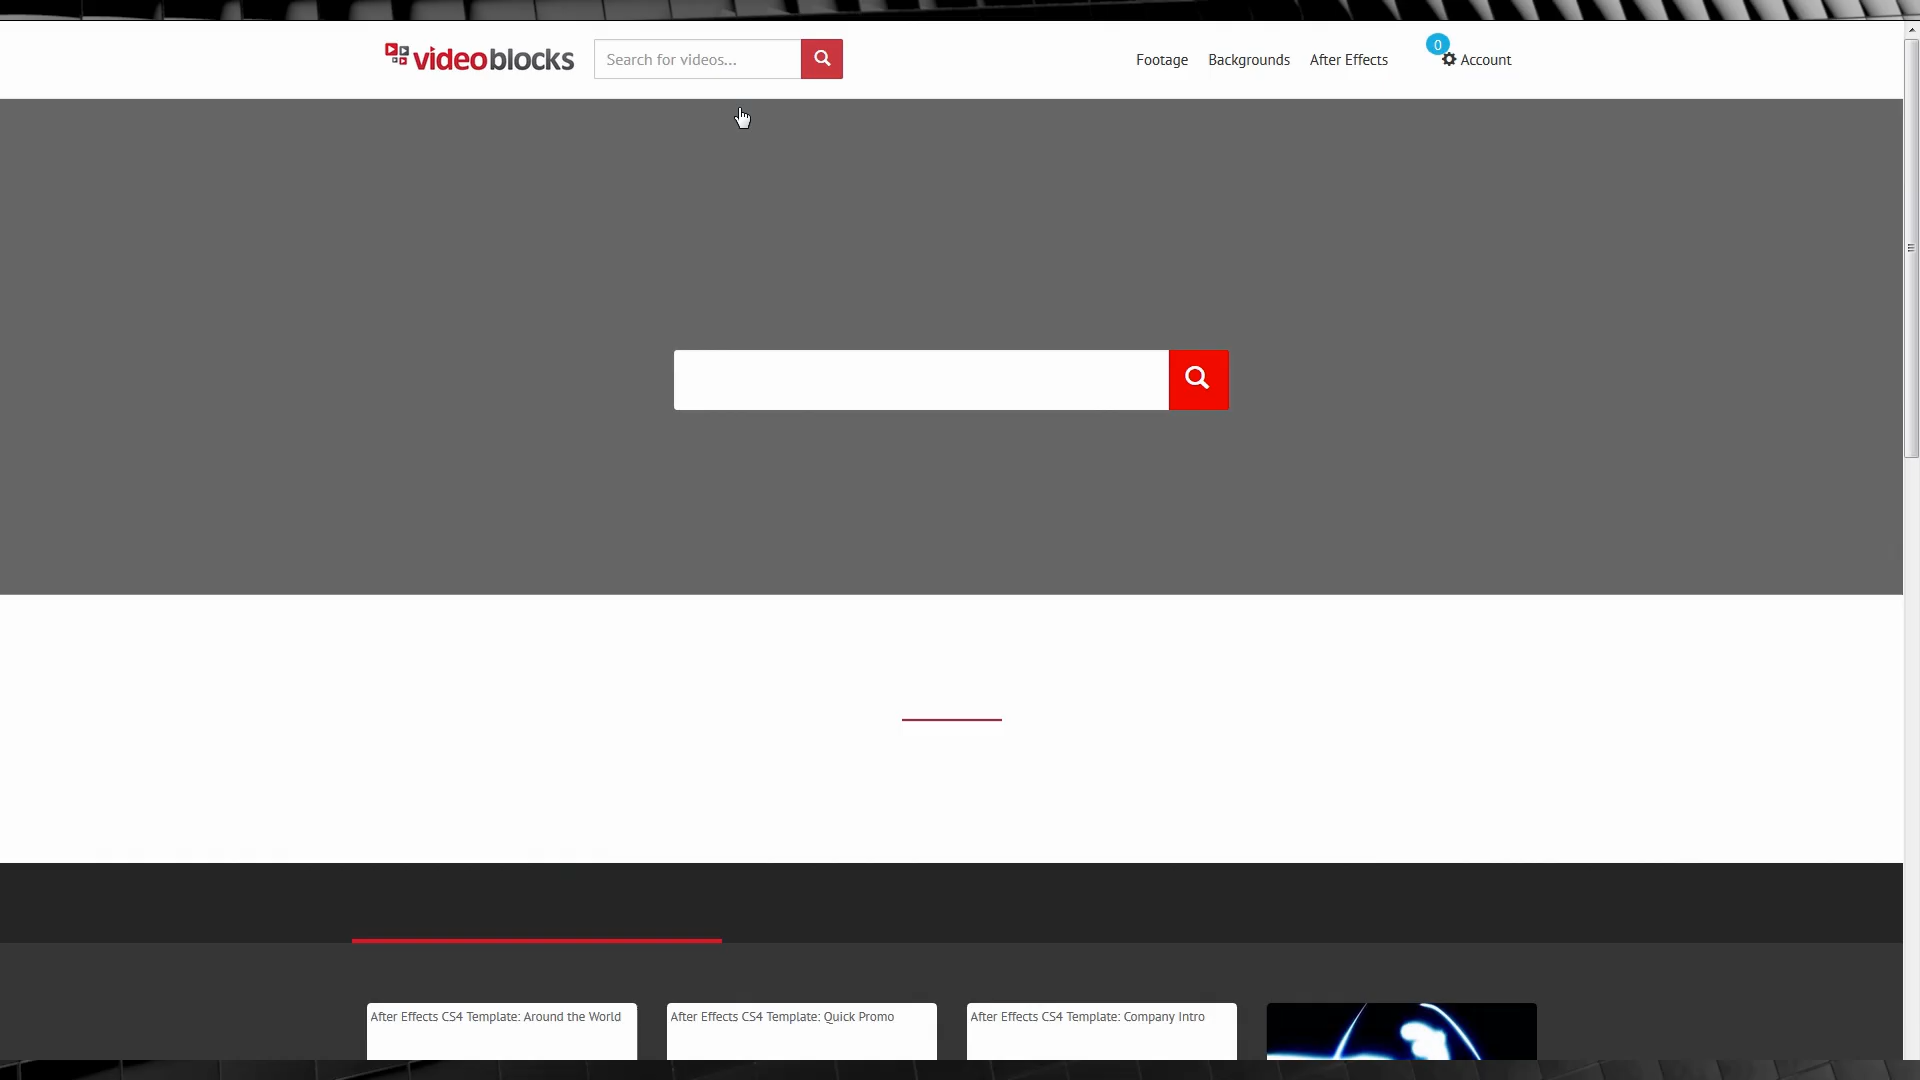 videoblocks
Search for videos...
Footage
Backgrounds
After Effects
0
Account
After Effects CS4 Template: Around the World
After Effects CS4 Template: Quick Promo
After Effects CS4 Template: Company Intro